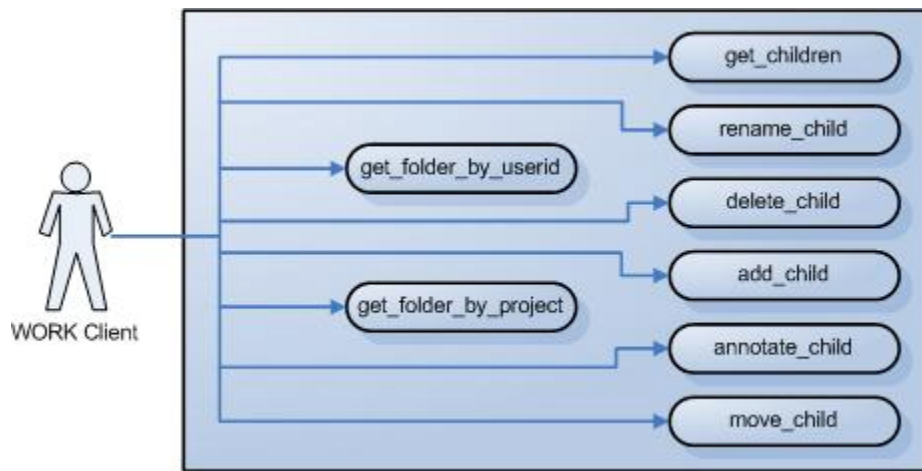 get_children
rename_child
get_folder_by_userid
delete_child
add_child
get_folder_by_project
WORK Client
annotate_child
move_child